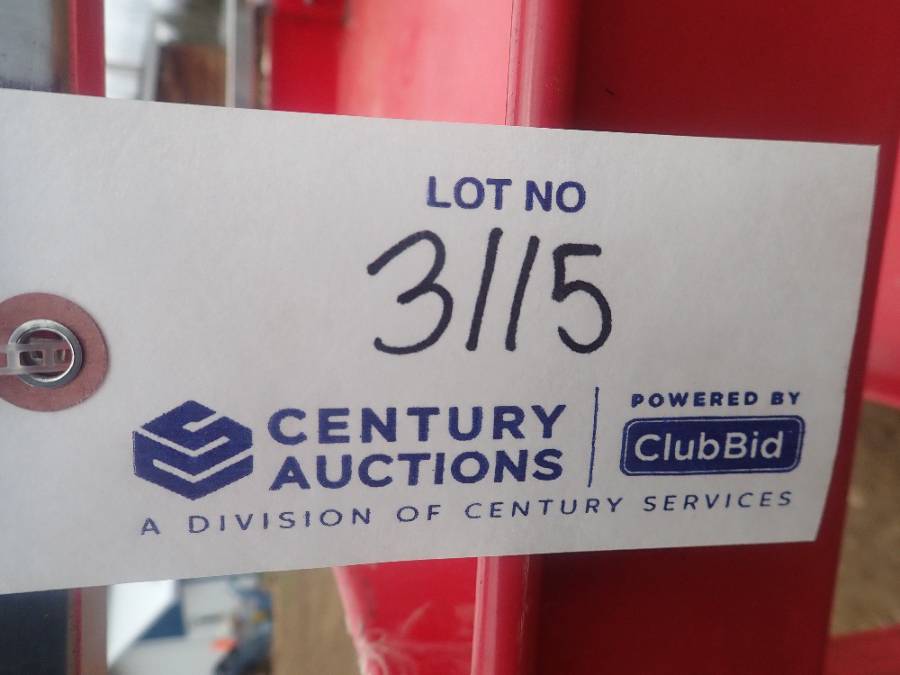 LOT NO
3115
CENTURY
AUCTIONS
A DIVISION OF CENTURY SERVICES
POWERED BY
ClubBid